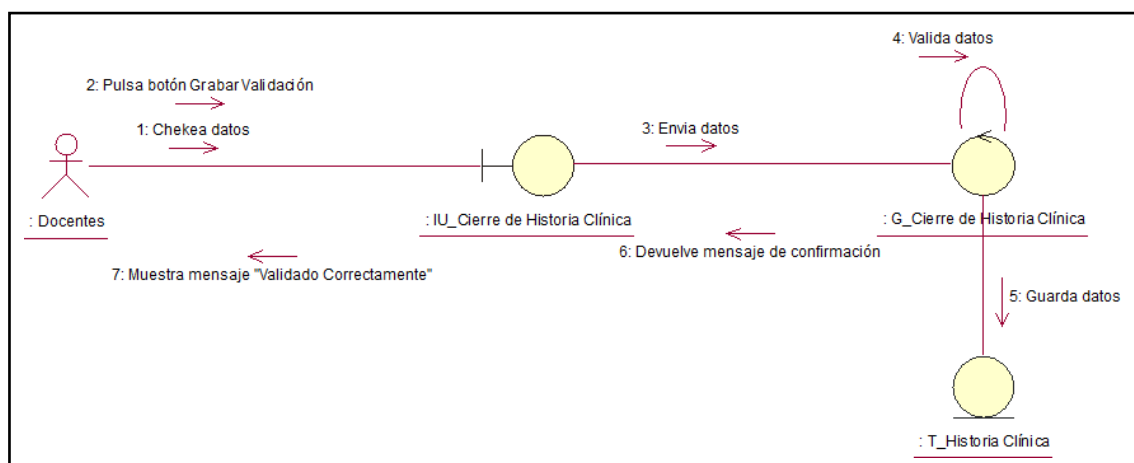 4: Valida datos
2: Pulsa botón Grabar Validación
1: Chekea datos
3: Envia datos
: Docentes
: IU_Cierre de Historia Clínica
: G_Cierre de Historia Clínica
6: Devuelve mensaje de confirmación
7: Muestra mensaje "Validado Correctamente"
5: Guarda datos
: T_Historia Clínica